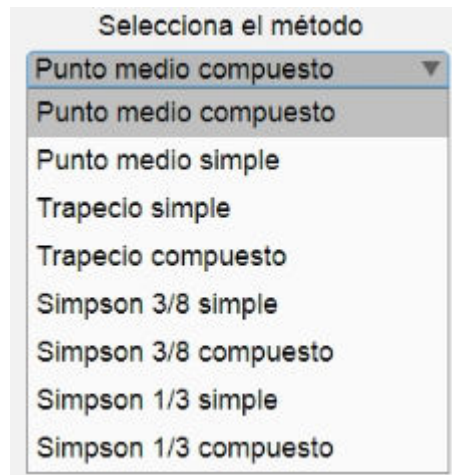 Selecciona el método
Punto medio compuesto
Punto medio compuesto
Punto medio simple
Trapecio simple
Trapecio compuesto
Simpson 3/8 simple
Simpson 3/8 compuesto
Simpson 1/3 simple
Simpson 1/3 compuesto